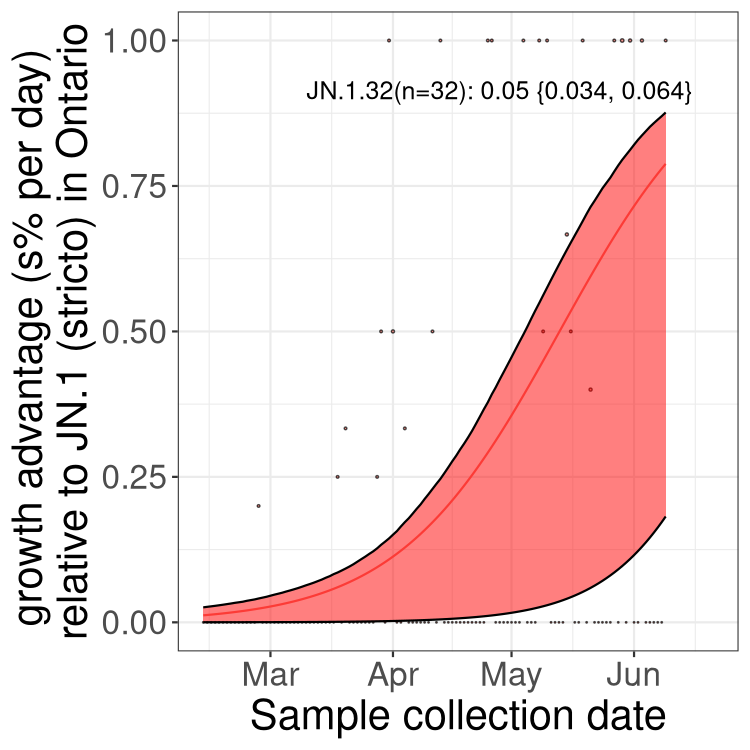 growth advantage (s% per day)
relative to JN.1 (stricto) in Ontario
1.00
0.75
0.50
0.25
0.00
JN.1.32(n=32): 0.05 {0.034, 0.064}
Mar Apr May Jun
Sample collection date